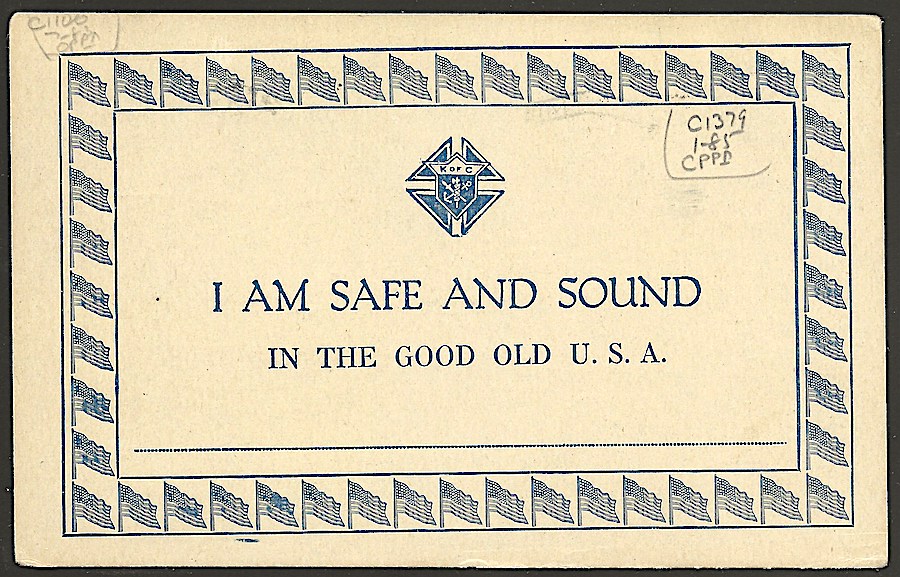 C1379
1-85
CPPD
K OF C
I AM SAFE AND SOUND
IN THE GOOD OLD U. S. A.